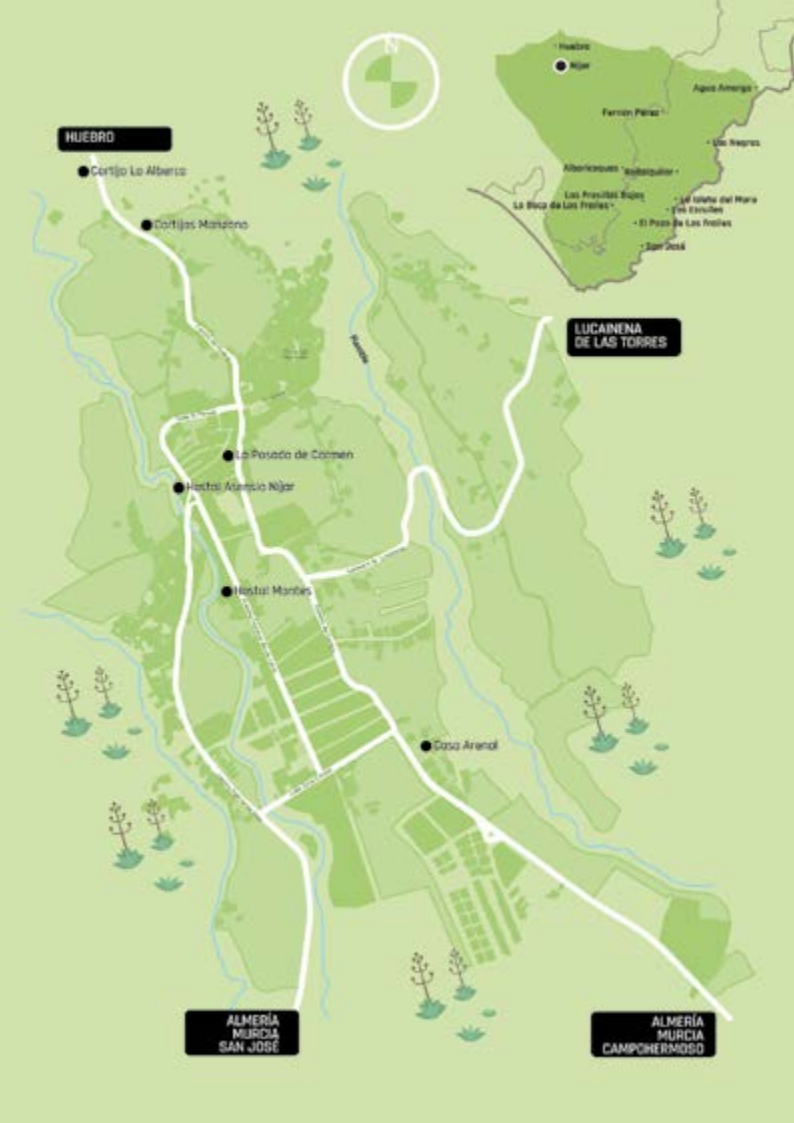 N
Huebro
Níjar
Agua Amarga
Fernán Pérez
Las Negras
Albaricoques
Rodalquilar
Las Presillas Bajas
La Isleta del Moro
La Boca de Los Frailes
Los Escullos
El Pozo de Los Frailes
San José
HUEBRO
Cortijo La Alberca
Cortijos Manzano
LUCAINENA
DE LAS TORRES
La Posada de Carmen
Hostal Asensio Níjar
Hostal Montes
Casa Arenal
ALMERÍA
MURCIA
SAN JOSÉ
ALMERÍA
MURCIA
CAMPOHERMOSO